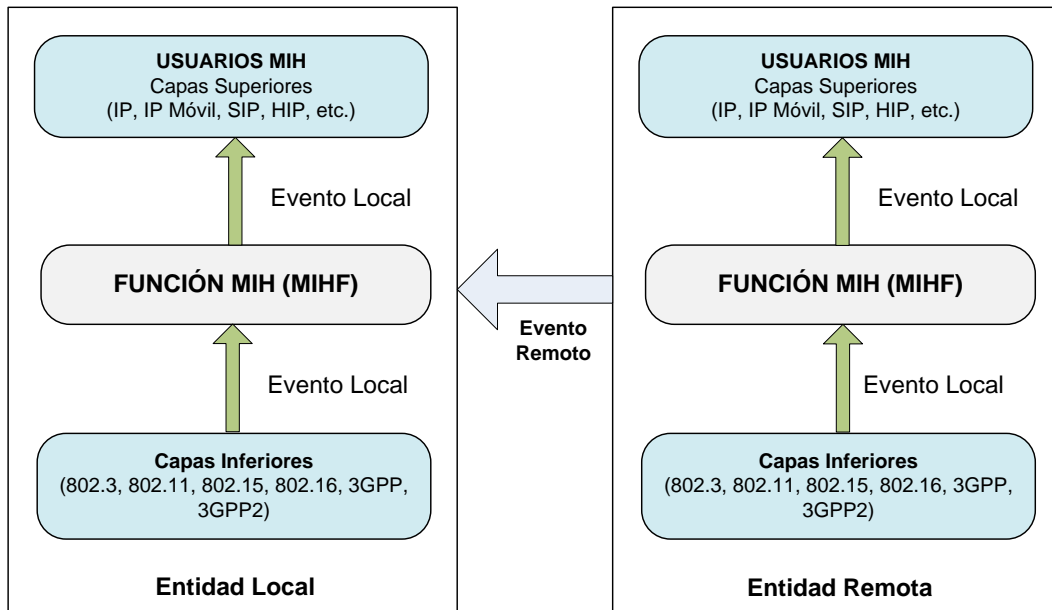 USUARIOS MIH
Capas Superiores
(IP, IP Móvil, SIP, HIP, etc.)
Evento Local
FUNCIÓN MIH (MIHF)
Evento Local
Capas Inferiores
(802.3, 802.11, 802.15, 802.16, 3GPP,
3GPP2)
Entidad Local
Evento
Remoto
USUARIOS MIH
Capas Superiores
(IP, IP Móvil, SIP, HIP, etc.)
Evento Local
FUNCIÓN MIH (MIHF)
Evento Local
Capas Inferiores
(802.3, 802.11, 802.15, 802.16, 3GPP,
3GPP2)
Entidad Remota